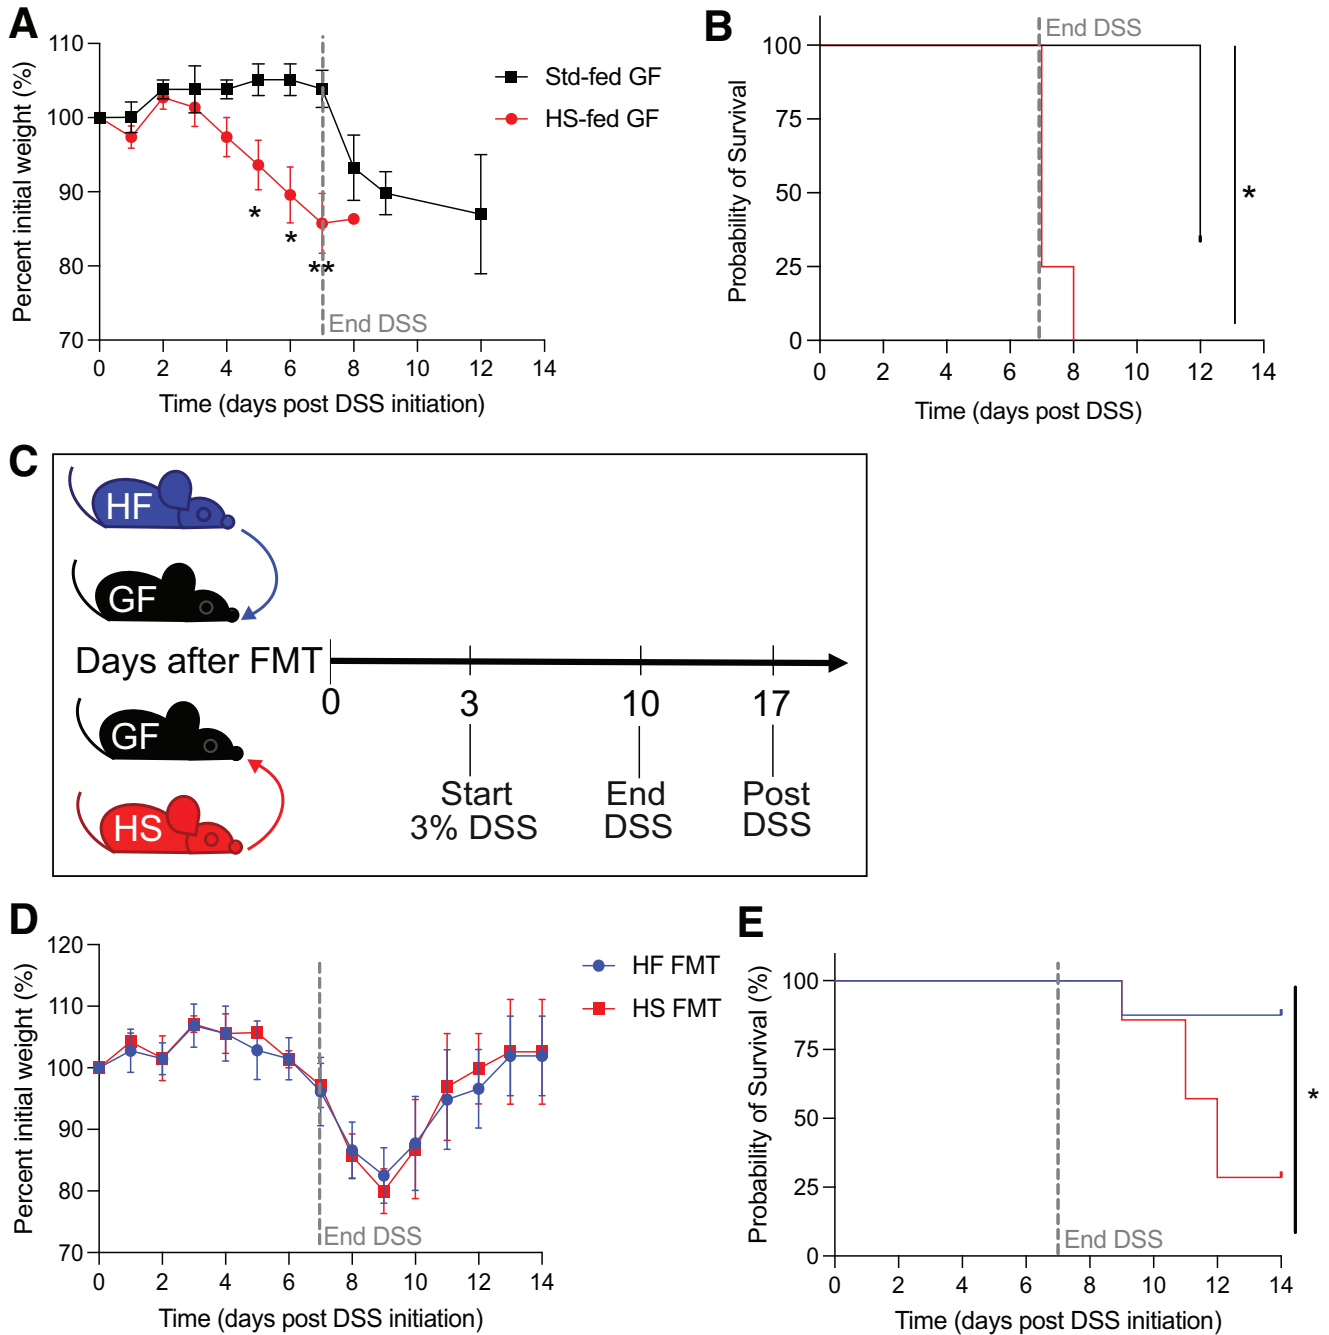 A
110
100
90
80
70
Percent initial weight (%)
0 2 4 6 8 10 12 14
Time (days post DSS initiation)
Std-fed GF
HS-fed GF
*
*
**
End DSS
B
100
75
50
25
0
Probability of Survival
0 2 4 6 8 10 12 14
Time (days post DSS)
End DSS
*
C
HF
GF
Days after FMT
0 3 10 17
GF
HS
Start
3% DSS
End
DSS
Post
DSS
D
120
110
100
90
80
70
Percent initial weight (%)
0 2 4 6 8 10 12 14
Time (days post DSS initiation)
HF FMT
HS FMT
End DSS
E
100
75
50
25
0
Probability of Survival (%)
0 2 4 6 8 10 12 14
Time (days post DSS initiation)
End DSS
*